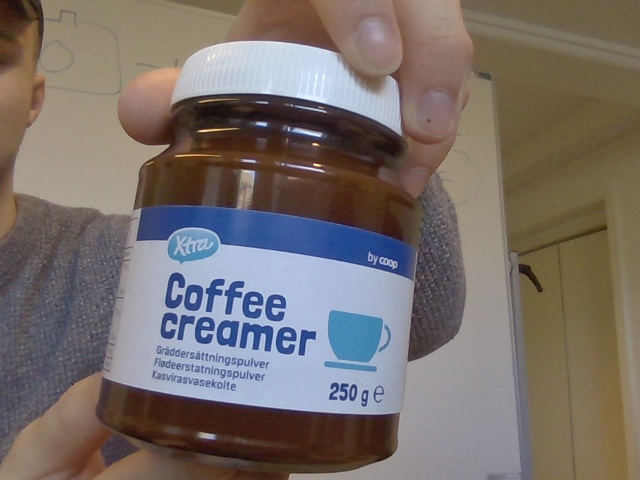 Xtra
by coop
Coffee
creamer
Gräddersättningspulver
Flødeerstatningspulver
Kasvirasvasekoite
250 g e